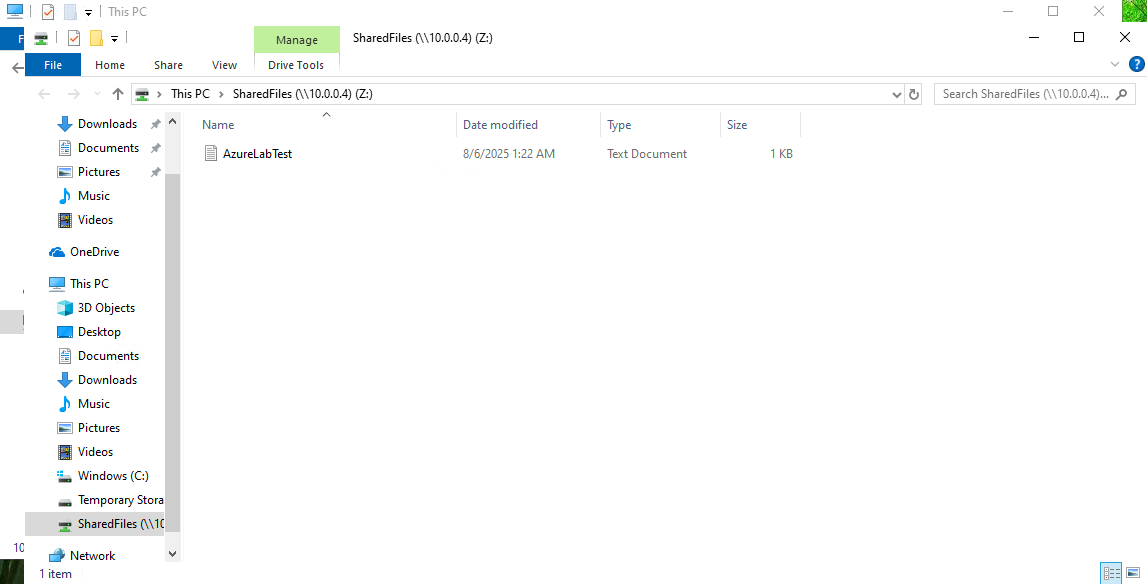 This PC
Manage
SharedFiles (\\10.0.0.4) (Z:)
File Home Share View Drive Tools
This PC > SharedFiles (\\10.0.0.4) (Z:)
Search SharedFiles (\\10.0.0.4)...
Name Date modified Type Size
AzureLabTest 8/6/2025 1:22 AM Text Document 1 KB
Downloads
Documents
Pictures
Music
Videos
OneDrive
This PC
3D Objects
Desktop
Documents
Downloads
Music
Pictures
Videos
Windows (C:)
Temporary Stora
SharedFiles (\\10
Network
10
1 item